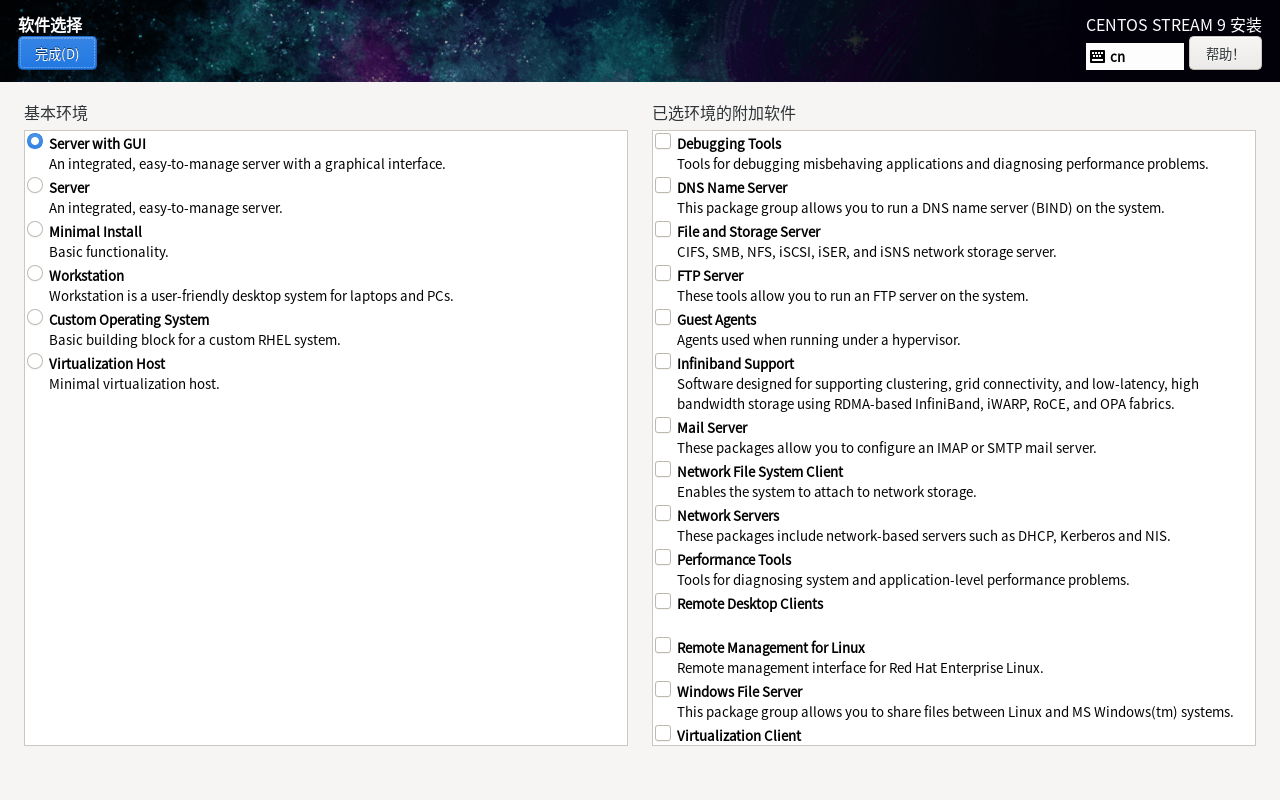 软件选择
完成(D)
CENTOS STREAM 9 安装
cn
帮助！
基本环境
Server with GUI
An integrated, easy-to-manage server with a graphical interface.
Server
An integrated, easy-to-manage server.
Minimal Install
Basic functionality.
Workstation
Workstation is a user-friendly desktop system for laptops and PCs.
Custom Operating System
Basic building block for a custom RHEL system.
Virtualization Host
Minimal virtualization host.
已选环境的附加软件
Debugging Tools
Tools for debugging misbehaving applications and diagnosing performance problems.
DNS Name Server
This package group allows you to run a DNS name server (BIND) on the system.
File and Storage Server
CIFS, SMB, NFS, iSCSI, iSER, and iSNS network storage server.
FTP Server
These tools allow you to run an FTP server on the system.
Guest Agents
Agents used when running under a hypervisor.
Infiniband Support
Software designed for supporting clustering, grid connectivity, and low-latency, high
bandwidth storage using RDMA-based InfiniBand, iWARP, RoCE, and OPA fabrics.
Mail Server
These packages allow you to configure an IMAP or SMTP mail server.
Network File System Client
Enables the system to attach to network storage.
Network Servers
These packages include network-based servers such as DHCP, Kerberos and NIS.
Performance Tools
Tools for diagnosing system and application-level performance problems.
Remote Desktop Clients
Remote Management for Linux
Remote management interface for Red Hat Enterprise Linux.
Windows File Server
This package group allows you to share files between Linux and MS Windows(tm) systems.
Virtualization Client